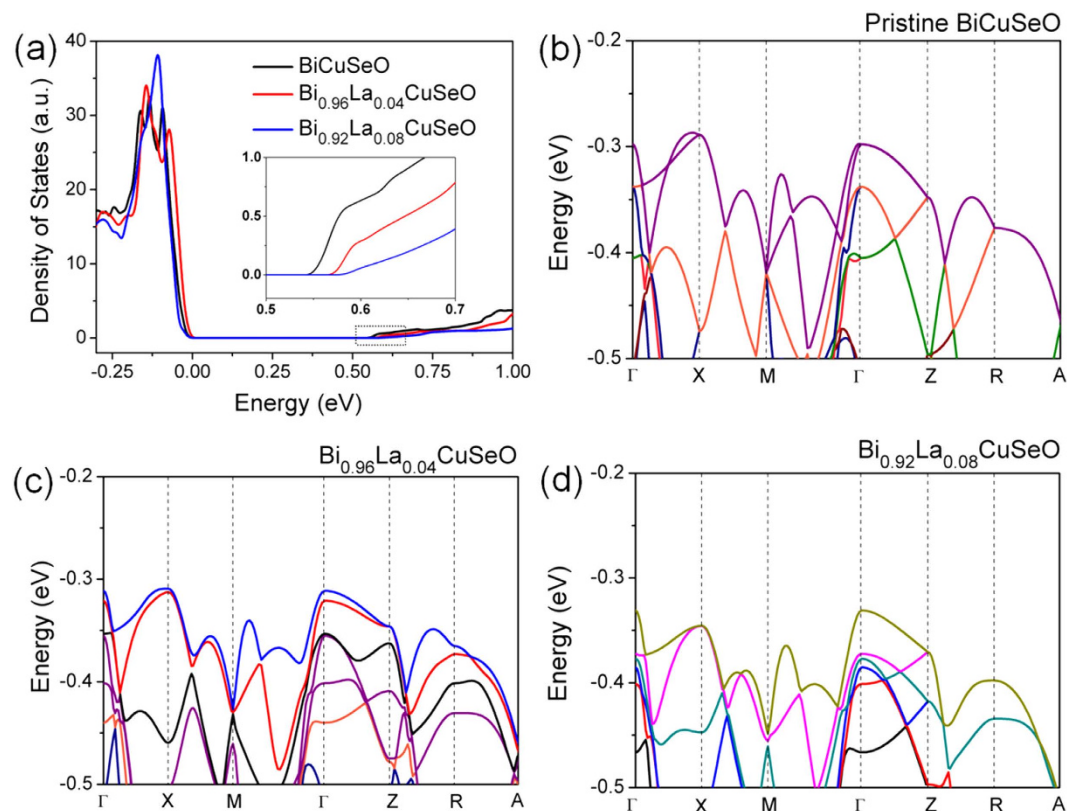 (a)
Density of States (a.u.)
40
35
30
25
20
15
10
5
0
BiCuSeO
Bi0.96La0.04CuSeO
Bi0.92La0.08CuSeO
1.0
0.5
0.0
0.5 0.6 0.7
-0.25 0.00 0.25 0.50 0.75 1.00
Energy (eV)
Pristine BiCuSeO
(b)
Energy (eV)
-0.2
-0.3
-0.4
-0.5
Γ X M Γ Z R A
Bi0.96La0.04CuSeO
(c)
Energy (eV)
-0.2
-0.3
-0.4
-0.5
Γ X M Γ Z R A
Bi0.92La0.08CuSeO
(d)
Energy (eV)
-0.2
-0.3
-0.4
-0.5
Γ X M Γ Z R A